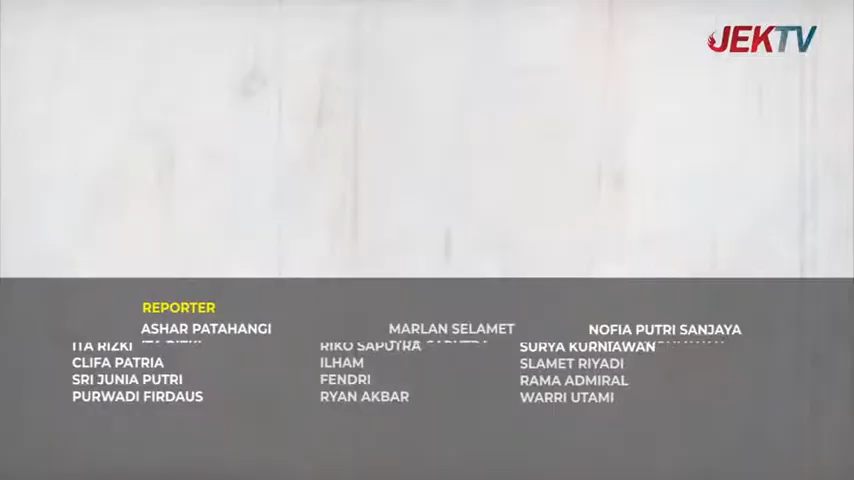 JEKTV
REPORTER
ASHAR PATAHANGI MARLAN SELAMET NOFIA PUTRI SANJAYA
ITA RIZKI RIKO SAPUTRA SURYA KURNIAWAN
CLIFA PATRIA ILHAM SLAMET RIYADI
SRI JUNIA PUTRI FENDRI RAMA ADMIRAL
PURWADI FIRDAUS RYAN AKBAR WARRI UTAMI